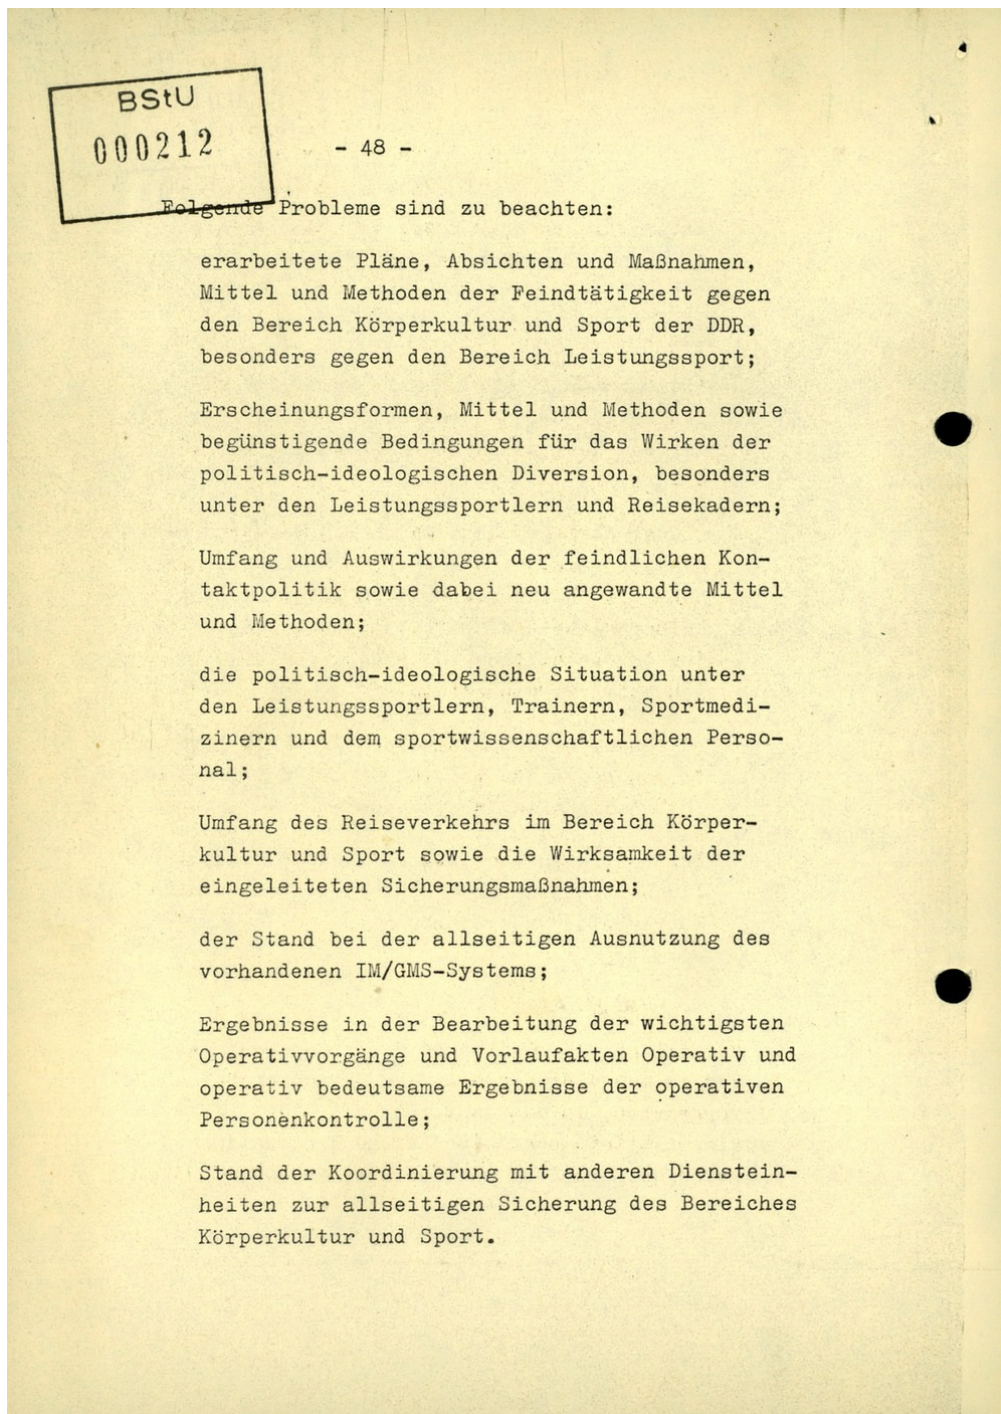 BStU
000212
- 48 -
Folgende Probleme sind zu beachten:
erarbeitete Pläne, Absichten und Maßnahmen,
Mittel und Methoden der Feindtätigkeit gegen
den Bereich Körperkultur und Sport der DDR,
besonders gegen den Bereich Leistungssport;
Erscheinungsformen, Mittel und Methoden sowie
begünstigende Bedingungen für das Wirken der
politisch-ideologischen Diversion, besonders
unter den Leistungssportlern und Reisekadern;
Umfang und Auswirkungen der feindlichen Kon-
taktpolitik sowie dabei neu angewandte Mittel
und Methoden;
die politisch-ideologische Situation unter
den Leistungssportlern, Trainern, Sportmedi-
zinern und dem sportwissenschaftlichen Perso-
nal;
Umfang des Reiseverkehrs im Bereich Körper-
kultur und Sport sowie die Wirksamkeit der
eingeleiteten Sicherungsmaßnahmen;
der Stand bei der allseitigen Ausnutzung des
vorhandenen IM/GMS-Systems;
Ergebnisse in der Bearbeitung der wichtigsten
Operativvorgänge und Vorlaufakten Operativ und
operativ bedeutsame Ergebnisse der operativen
Personenkontrolle;
Stand der Koordinierung mit anderen Dienstein-
heiten zur allseitigen Sicherung des Bereiches
Körperkultur und Sport.